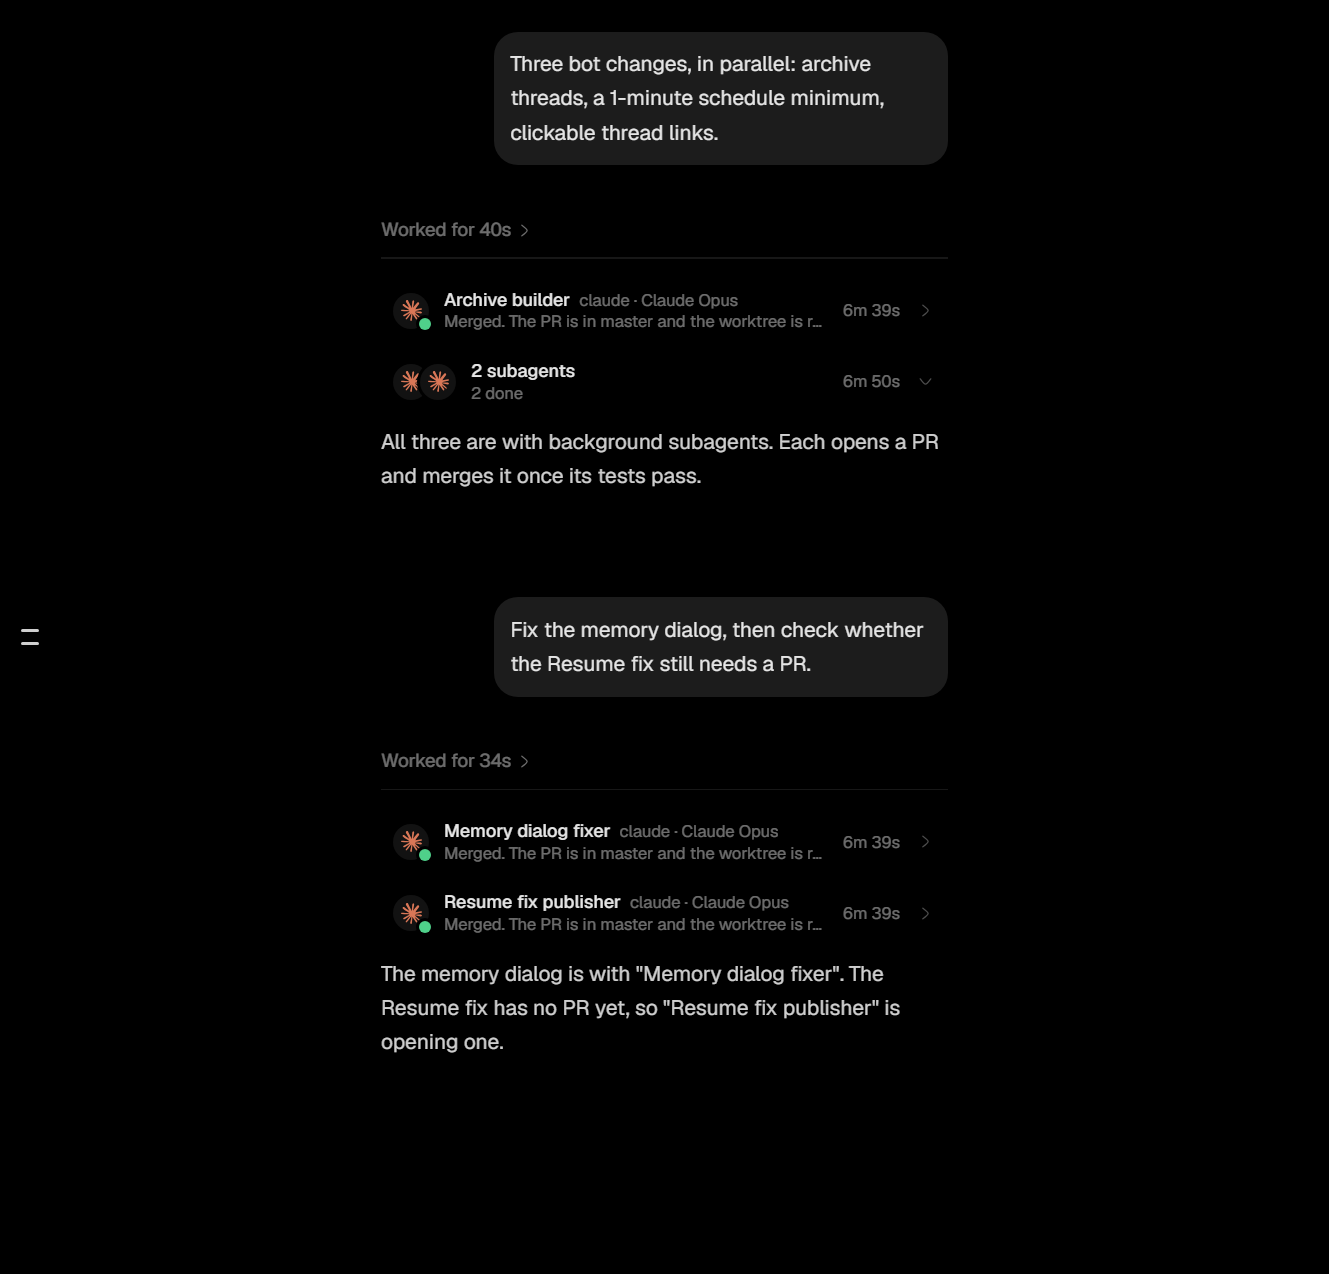 Three bot changes, in parallel: archive
threads, a 1-minute schedule minimum,
clickable thread links.
Worked for 40s
Archive builder claude · Claude Opus
Merged. The PR is in master and the worktree is r...
6m 39s
2 subagents
2 done
6m 50s
All three are with background subagents. Each opens a PR
and merges it once its tests pass.
Fix the memory dialog, then check whether
the Resume fix still needs a PR.
Worked for 34s
Memory dialog fixer claude · Claude Opus
Merged. The PR is in master and the worktree is r...
6m 39s
Resume fix publisher claude · Claude Opus
Merged. The PR is in master and the worktree is r...
6m 39s
The memory dialog is with "Memory dialog fixer". The
Resume fix has no PR yet, so "Resume fix publisher" is
opening one.